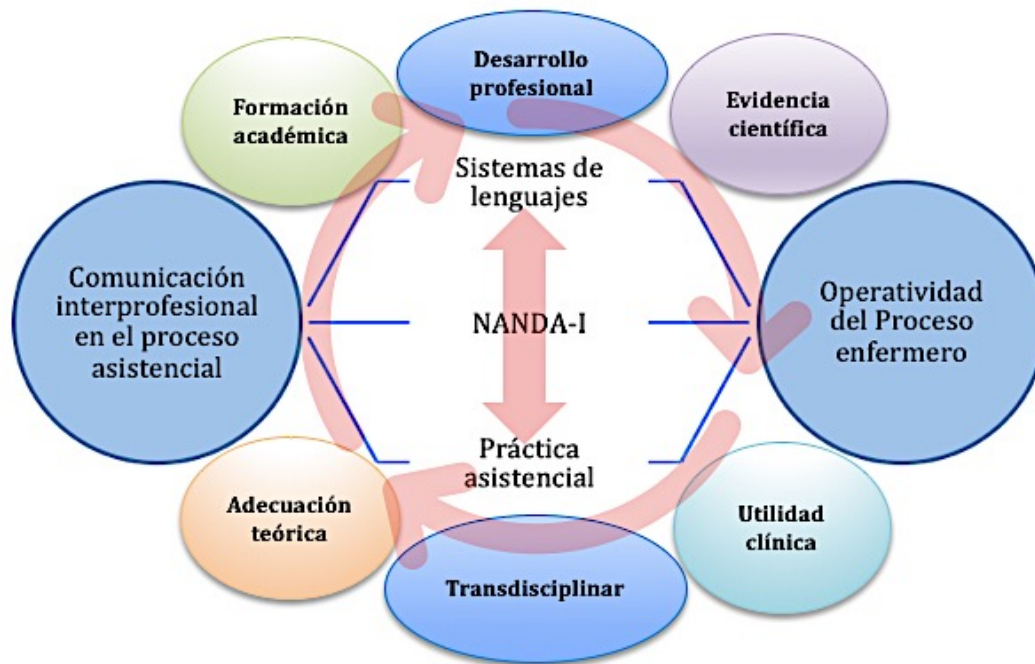 Desarrollo
profesional
Formación
académica
Evidencia
científica
Sistemas de
lenguajes
Comunicación
interprofesional
en el proceso
asistencial
NANDA-I
Operatividad
del Proceso
enfermero
Práctica
asistencial
Adecuación
teórica
Utilidad
clínica
Transdisciplinar